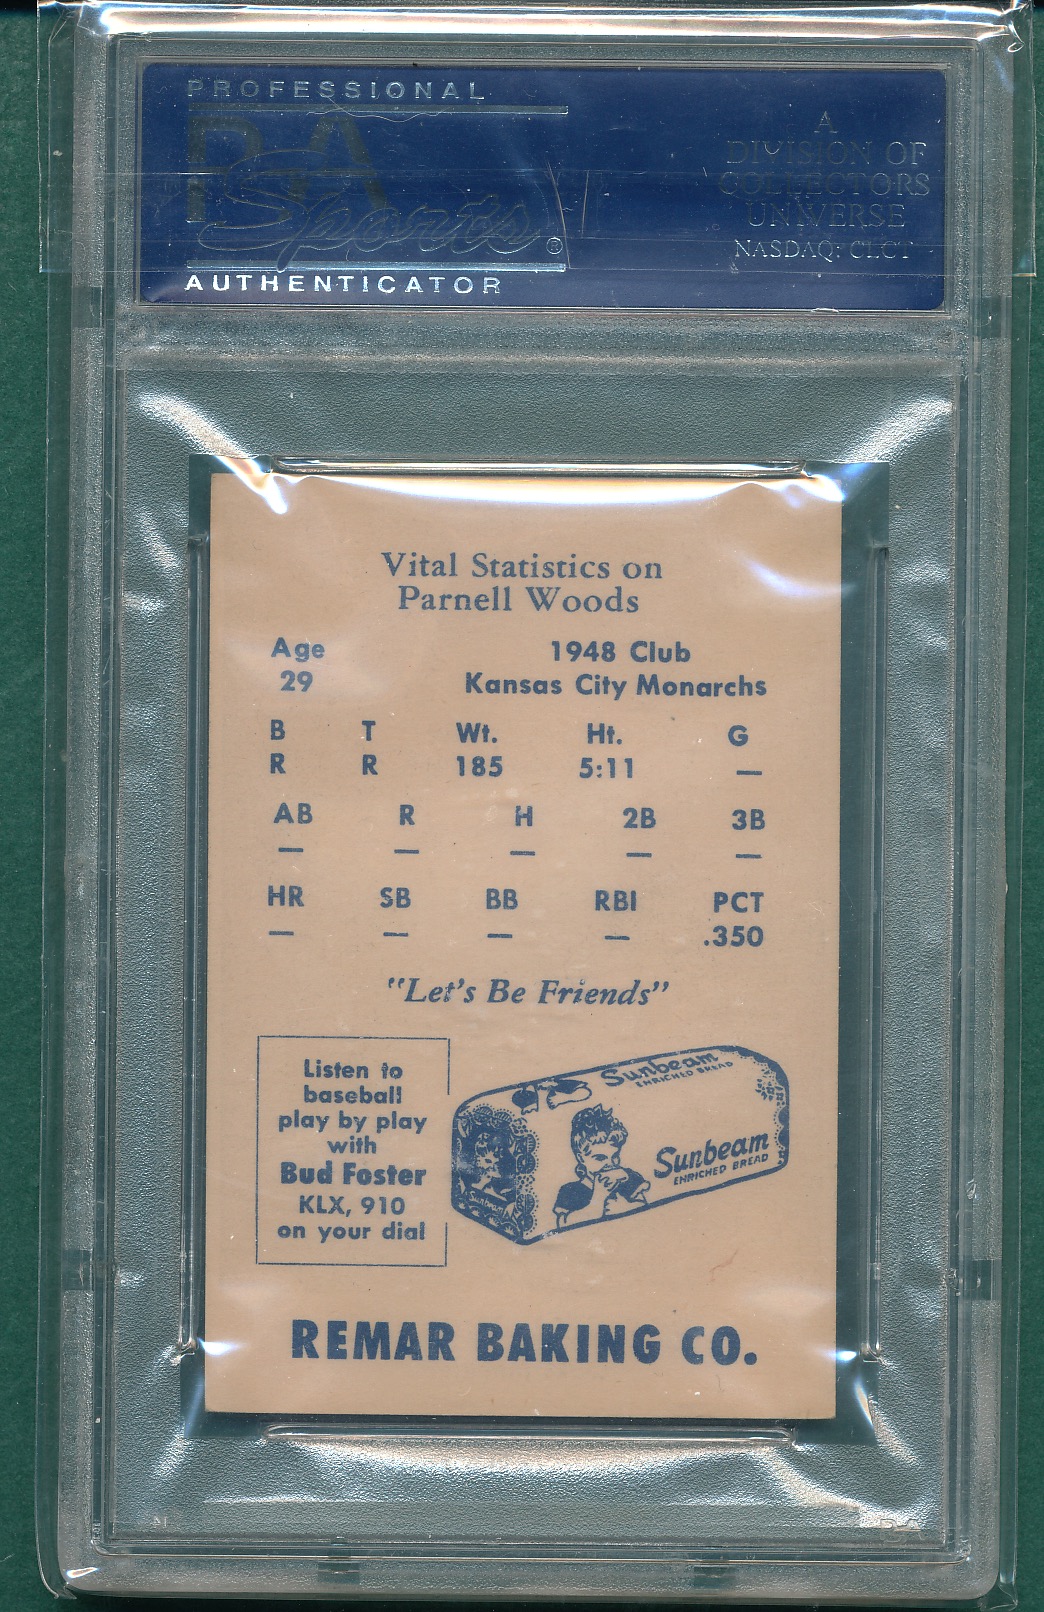 PROFESSIONAL
PSA
Sports®
AUTHENTICATOR
A
DIVISION OF
COLLECTORS
UNIVERSE
NASDAQ: CLCT
Vital Statistics on
Parnell Woods
Age 1948 Club
29 Kansas City Monarchs
B T Wt. Ht. G
R R 185 5:11 —
AB R H 2B 3B
— — — — —
HR SB BB RBI PCT
— — — — .350
"Let's Be Friends"
Listen to
baseball
play by play
with
Bud Foster
KLX, 910
on your dial
Sunbeam
ENRICHED BREAD
Sunbeam
ENRICHED BREAD
Sunbeam
REMAR BAKING CO.